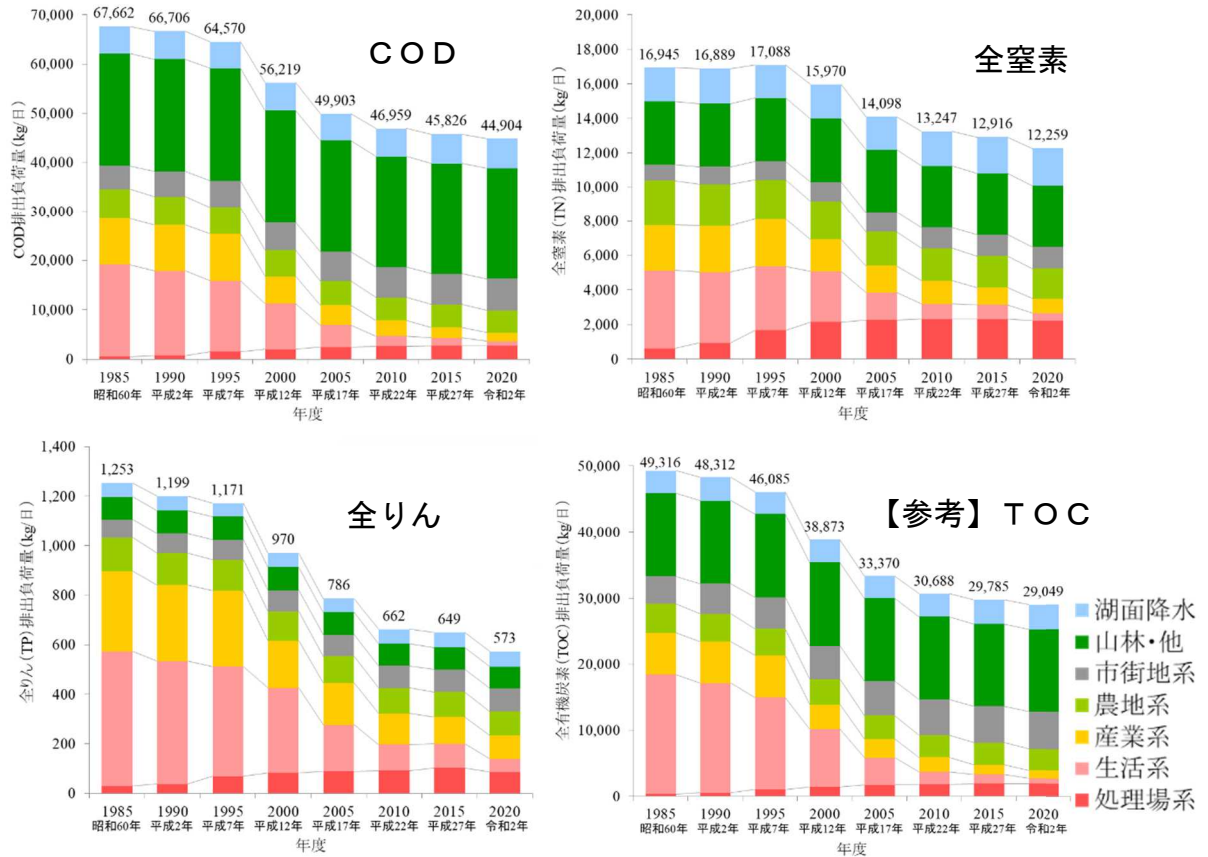 ＣＯＤ
COD排出負荷量(kg/日)
70,000
60,000
50,000
40,000
30,000
20,000
10,000
0
67,662
66,706
64,570
56,219
49,903
46,959
45,826
44,904
1985 1990 1995 2000 2005 2010 2015 2020
昭和60年 平成2年 平成7年 平成12年 平成17年 平成22年 平成27年 令和2年
年度
全窒素
全窒素(TN)排出負荷量(kg/日)
20,000
18,000
16,000
14,000
12,000
10,000
8,000
6,000
4,000
2,000
0
16,945
16,889
17,088
15,970
14,098
13,247
12,916
12,259
1985 1990 1995 2000 2005 2010 2015 2020
昭和60年 平成2年 平成7年 平成12年 平成17年 平成22年 平成27年 令和2年
年度
全りん
全りん(TP)排出負荷量(kg/日)
1,400
1,200
1,000
800
600
400
200
0
1,253
1,199
1,171
970
786
662
649
573
1985 1990 1995 2000 2005 2010 2015 2020
昭和60年 平成2年 平成7年 平成12年 平成17年 平成22年 平成27年 令和2年
年度
【参考】ＴＯＣ
全有機炭素(TOC)排出負荷量(kg/日)
50,000
40,000
30,000
20,000
10,000
0
49,316
48,312
46,085
38,873
33,370
30,688
29,785
29,049
1985 1990 1995 2000 2005 2010 2015 2020
昭和60年 平成2年 平成7年 平成12年 平成17年 平成22年 平成27年 令和2年
年度
湖面降水
山林・他
市街地系
農地系
産業系
生活系
処理場系